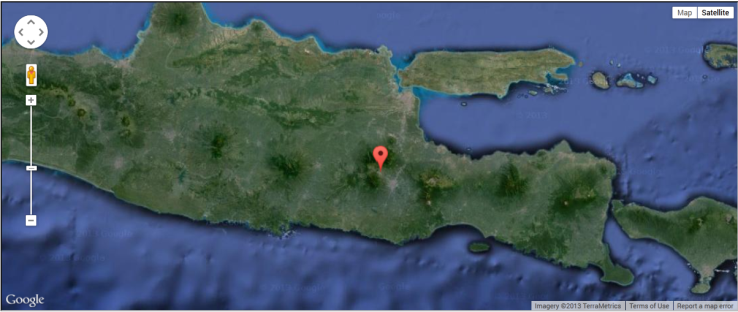 Map Satellite
Google
Imagery ©2013 TerraMetrics Terms of Use Report a map error